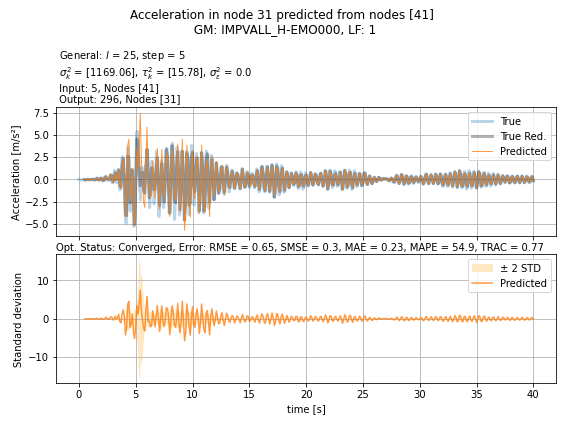 Acceleration in node 31 predicted from nodes [41]
GM: IMPVALL_H-EMO000, LF: 1
General: l = 25, step = 5
σ²ₖ = [1169.06], τ²ₖ = [15.78], σ²ε = 0.0
Input: 5, Nodes [41]
Output: 296, Nodes [31]
Acceleration [m/s²]
7.5
5.0
2.5
0.0
−2.5
−5.0
True
True Red.
Predicted
Opt. Status: Converged, Error: RMSE = 0.65, SMSE = 0.3, MAE = 0.23, MAPE = 54.9, TRAC = 0.77
Standard deviation
10
0
−10
± 2 STD
Predicted
0 5 10 15 20 25 30 35 40
time [s]